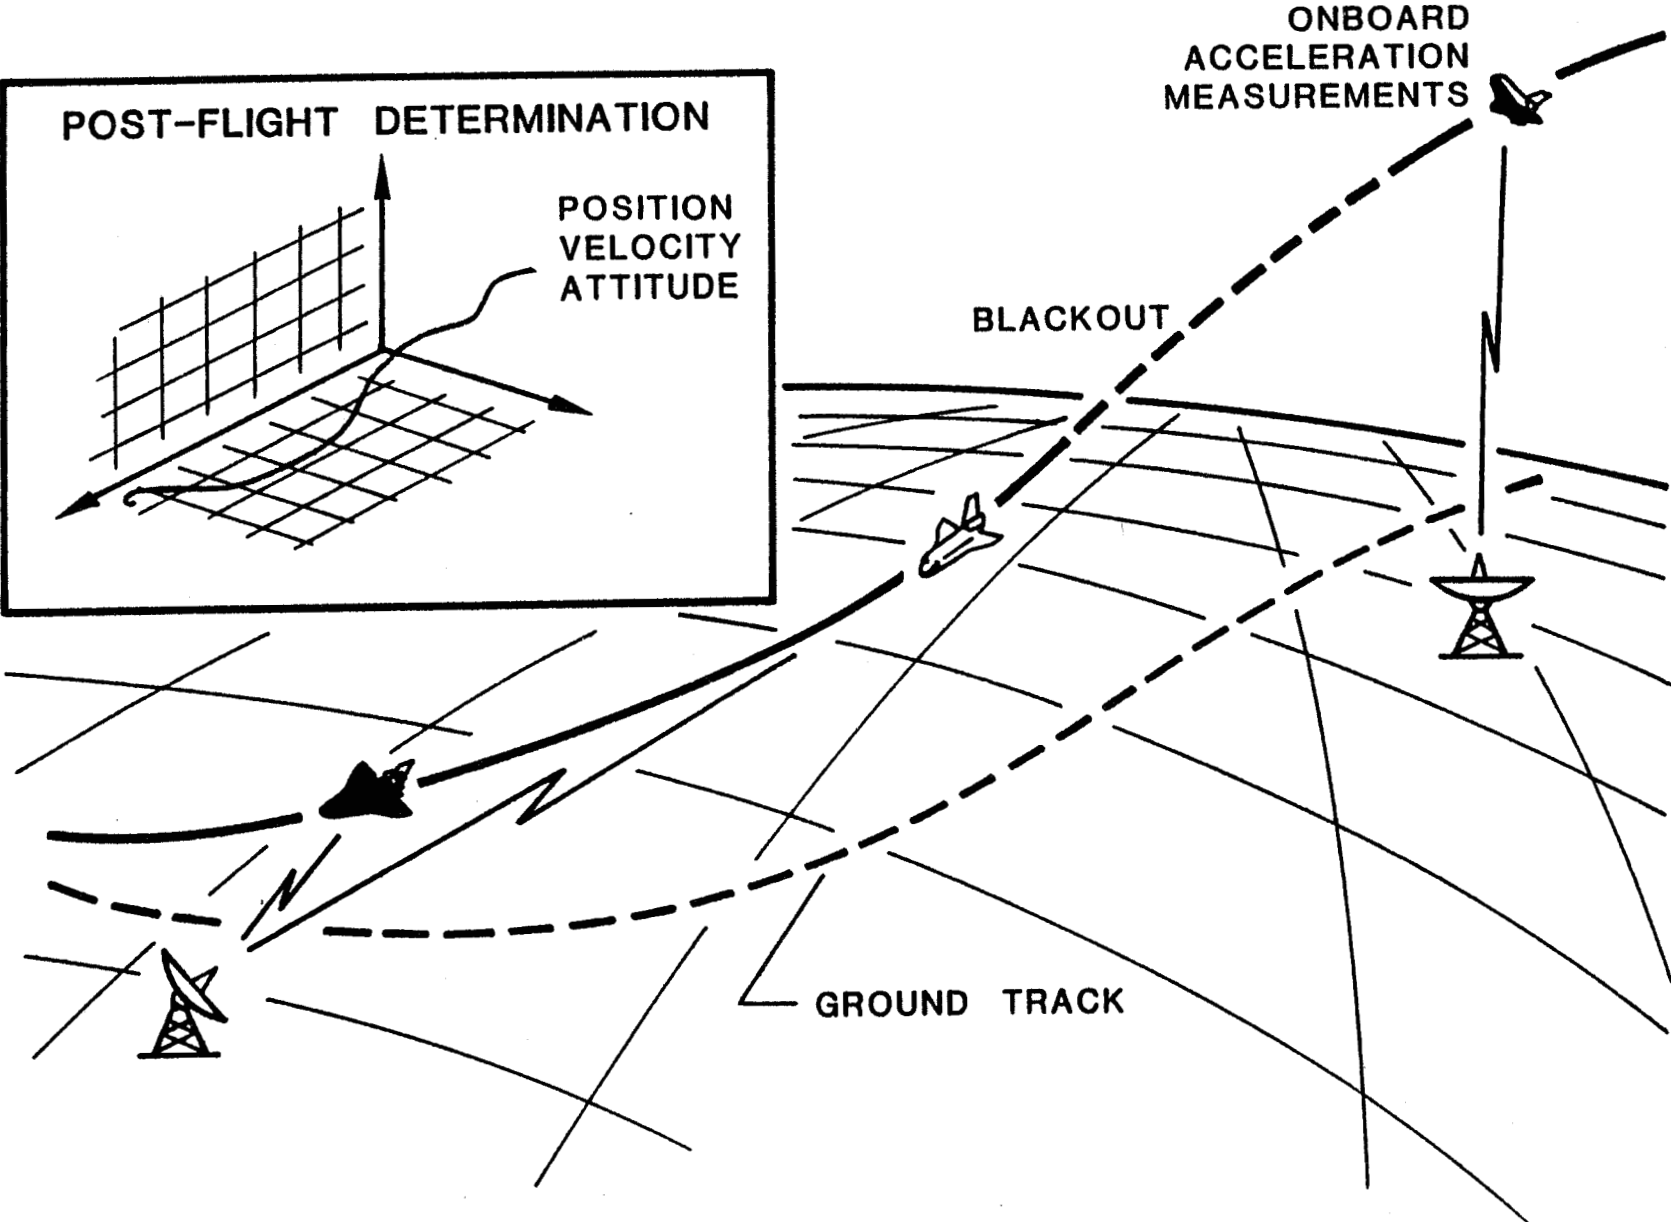 ONBOARD
ACCELERATION
MEASUREMENTS
POST-FLIGHT DETERMINATION
POSITION
VELOCITY
ATTITUDE
BLACKOUT
GROUND TRACK